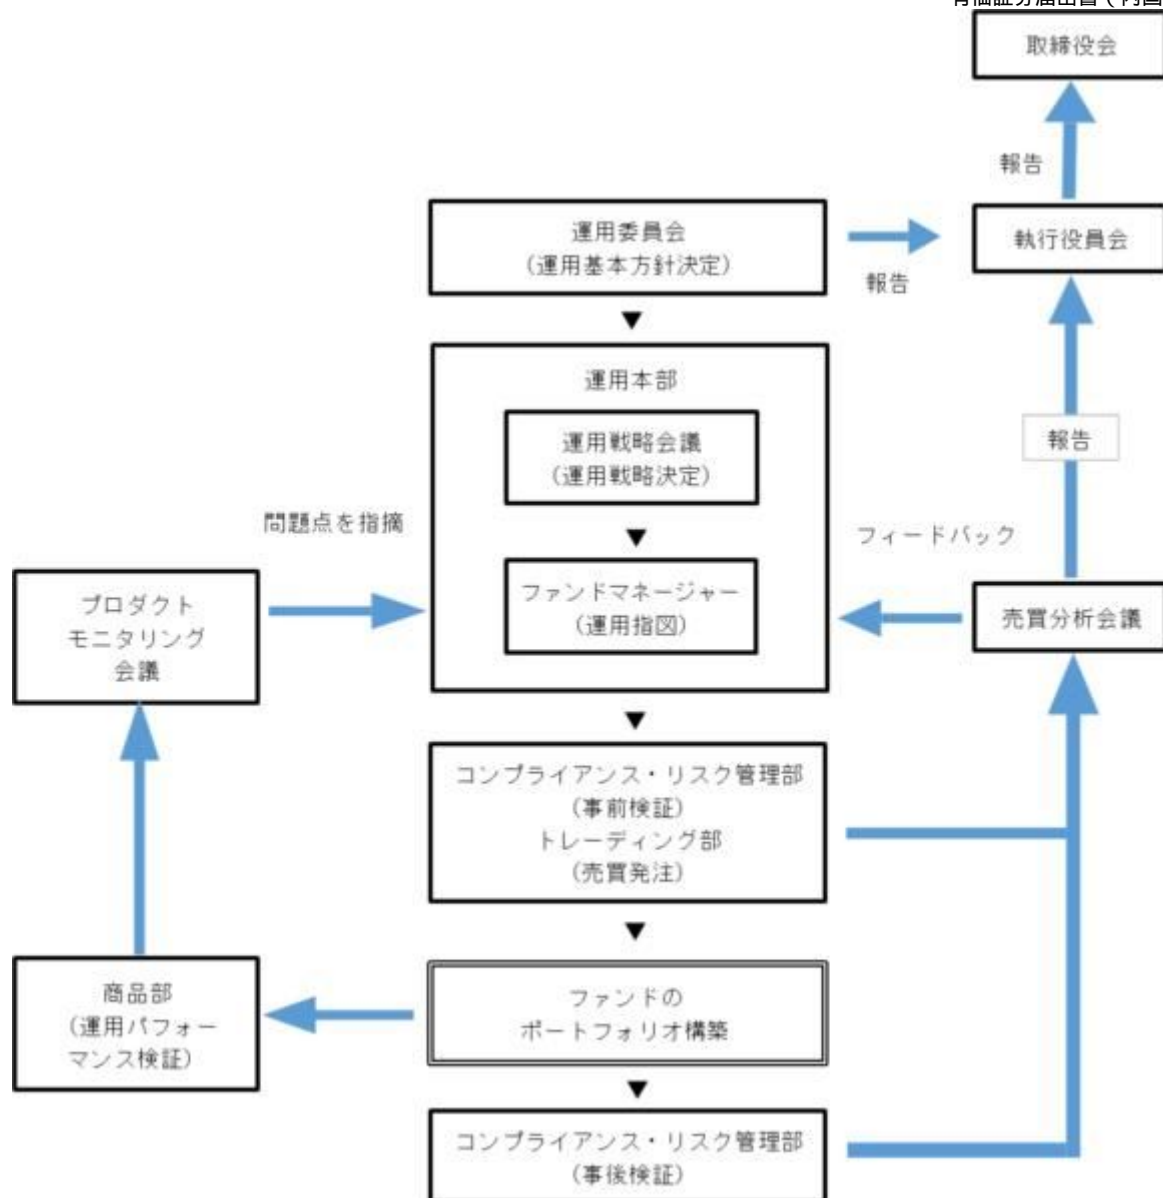 取締役会
報告
運用委員会
(運用基本方針決定)
執行役員会
報告
運用本部
運用戦略会議
(運用戦略決定)
報告
問題点を指摘
フィードバック
ファンドマネージャー
(運用指図)
プロダクト
モニタリング
会議
売買分析会議
コンプライアンス・リスク管理部
(事前検証)
トレーディング部
(売買発注)
商品部
(運用パフォー
マンス検証)
ファンドの
ポートフォリオ構築
コンプライアンス・リスク管理部
(事後検証)